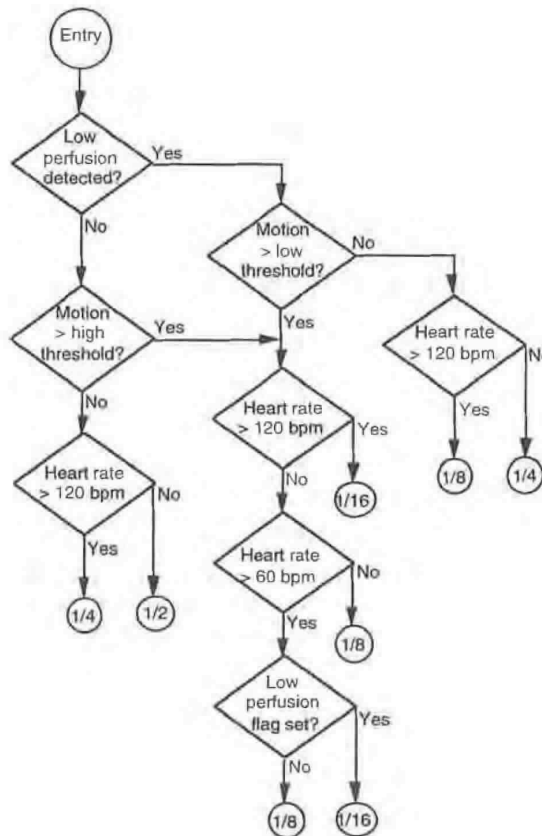 Entry
Low
perfusion
detected?
Yes
No
Motion
> low
threshold?
No
Yes
Motion
> high
threshold?
Yes
No
Heart rate
> 120 bpm
No
Yes
1/8
1/4
Heart rate
> 120 bpm
Yes
No
1/16
Heart rate
> 120 bpm
No
Yes
1/4
1/2
Heart rate
> 60 bpm
No
Yes
1/8
Low
perfusion
flag set?
Yes
No
1/8
1/16